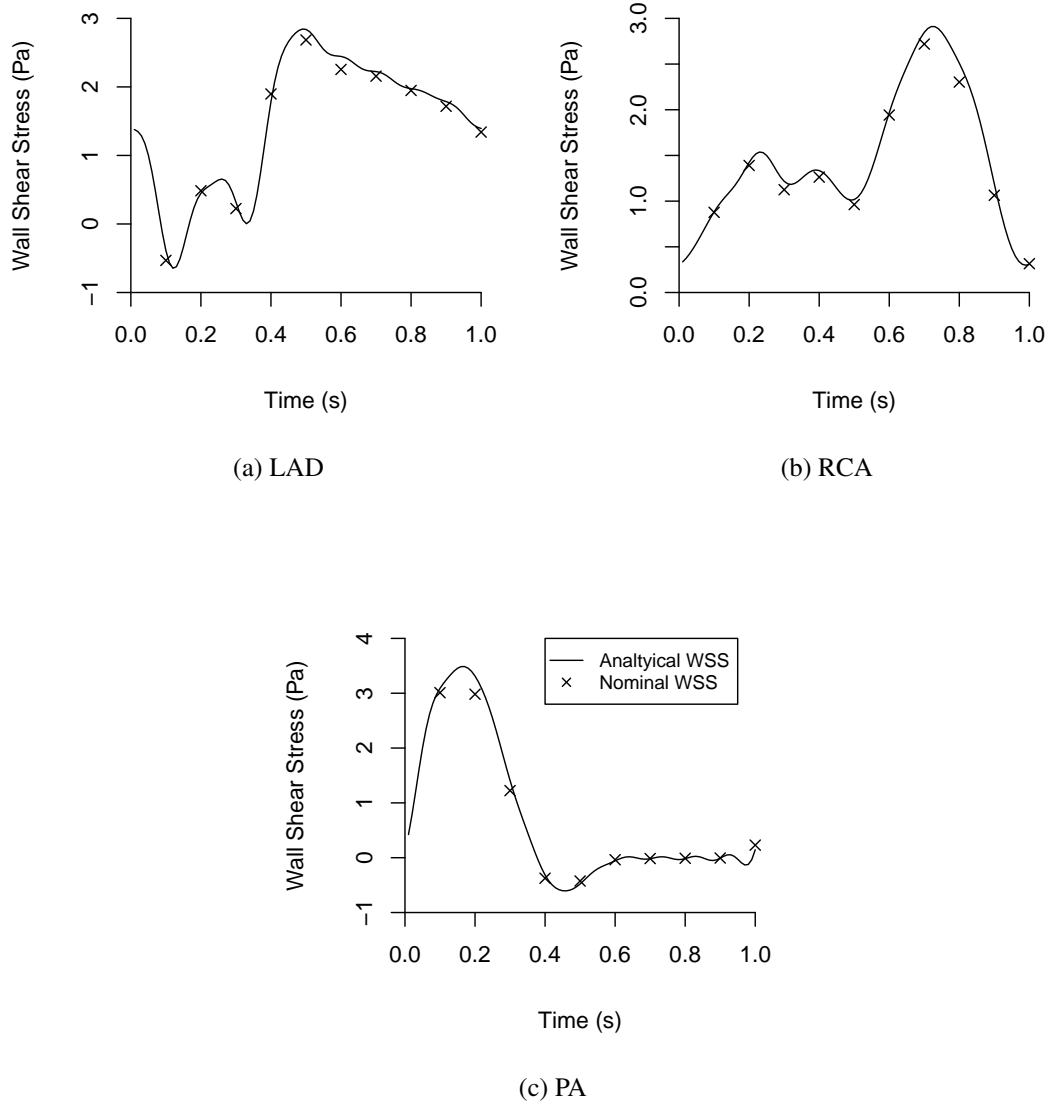 Wall Shear Stress (Pa)
3
2
1
0
−1
0.0 0.2 0.4 0.6 0.8 1.0
Time (s)
(a) LAD
Wall Shear Stress (Pa)
3.0
2.0
1.0
0.0
0.0 0.2 0.4 0.6 0.8 1.0
Time (s)
(b) RCA
Wall Shear Stress (Pa)
4
3
2
1
0
−1
Analtyical WSS
Nominal WSS
0.0 0.2 0.4 0.6 0.8 1.0
Time (s)
(c) PA